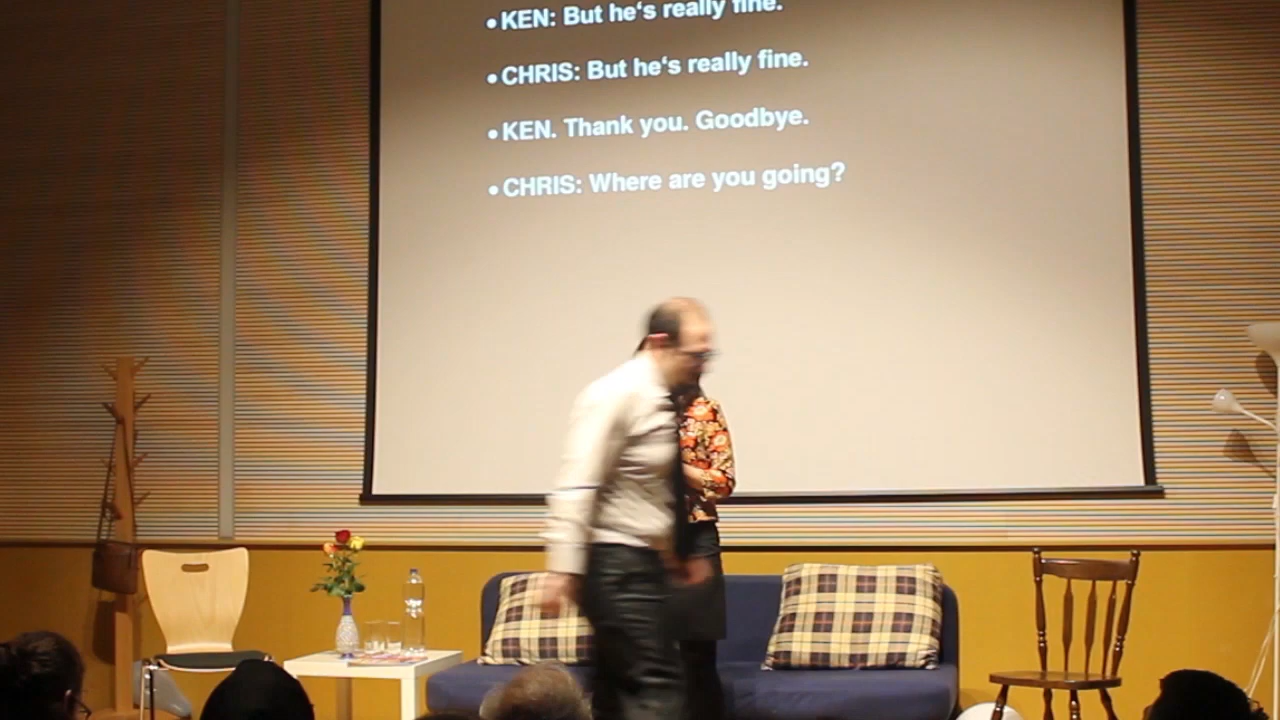 • KEN: But he's really fine.
• CHRIS: But he‘s really fine.
• KEN. Thank you. Goodbye.
• CHRIS: Where are you going?